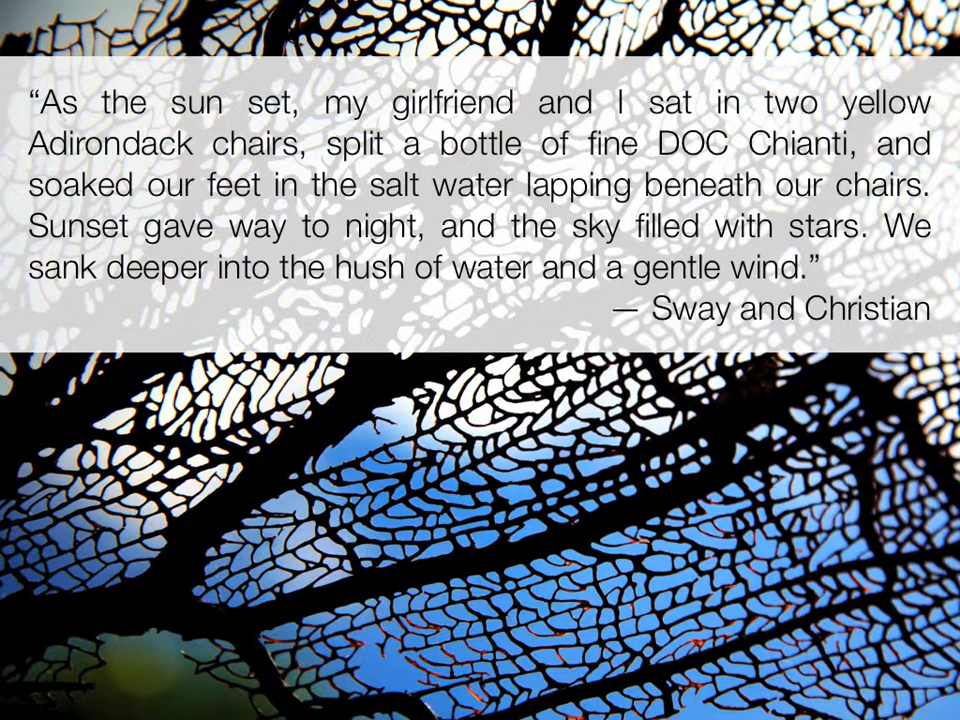 “As the sun set, my girlfriend and I sat in two yellow
Adirondack chairs, split a bottle of fine DOC Chianti, and
soaked our feet in the salt water lapping beneath our chairs.
Sunset gave way to night, and the sky filled with stars. We
sank deeper into the hush of water and a gentle wind.”
— Sway and Christian